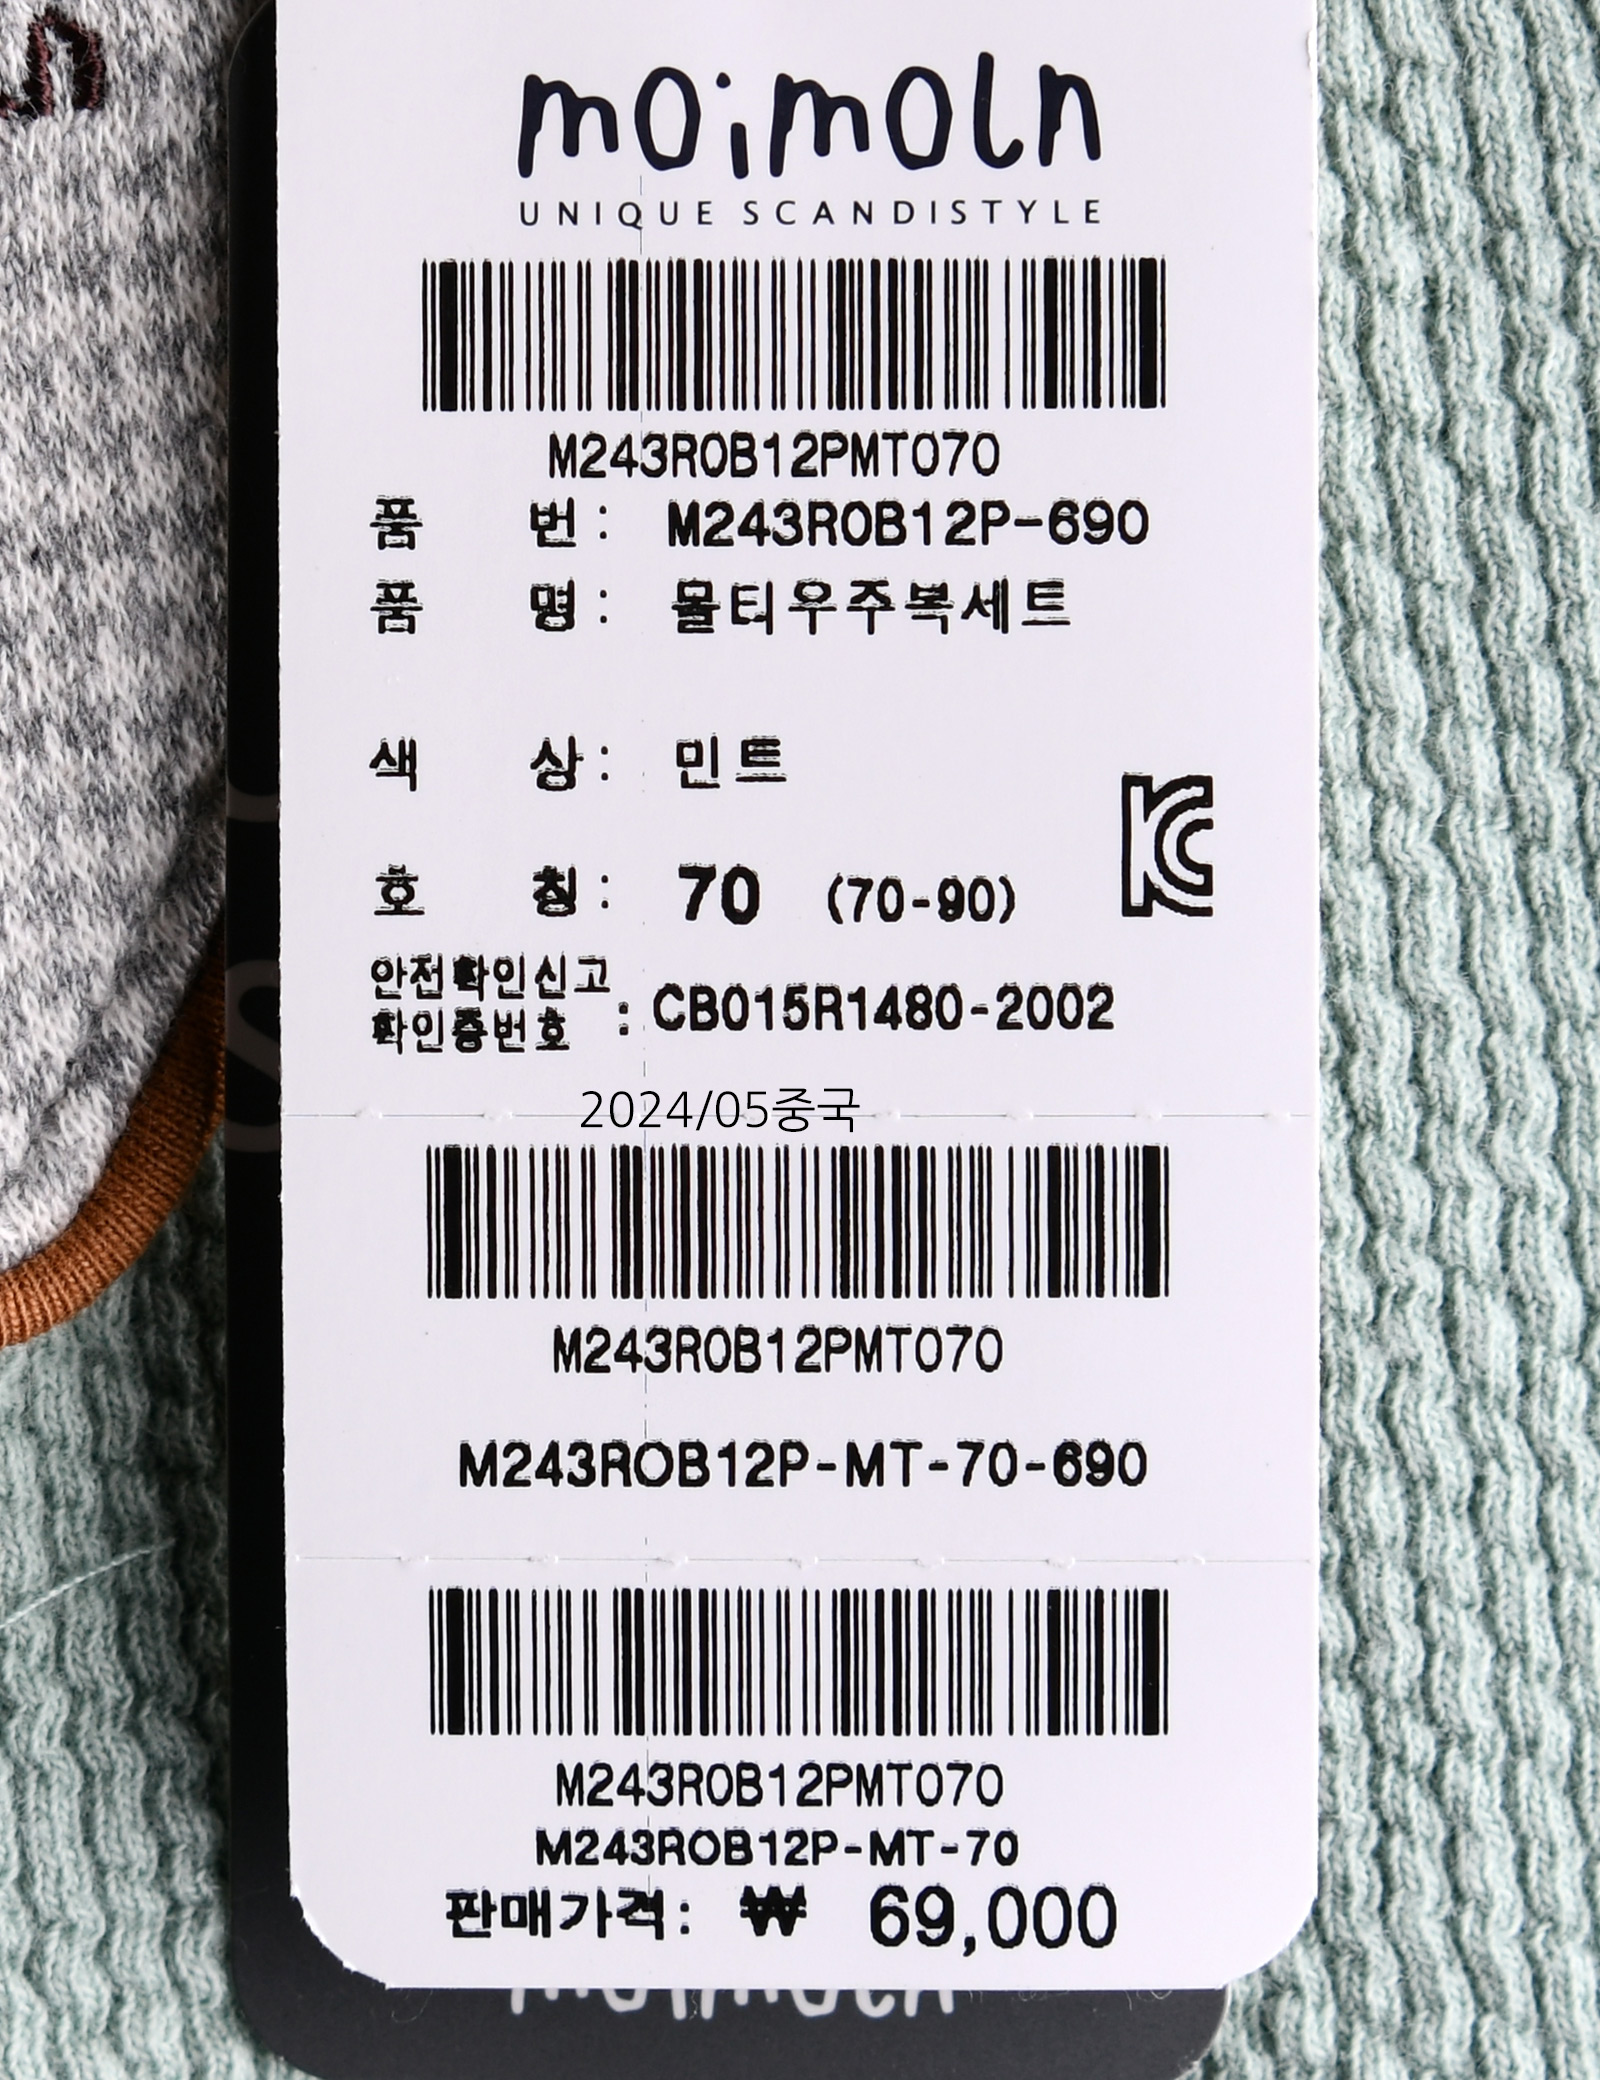 moimoln
UNIQUE SCANDISTYLE
M243ROB12PMT070
품 번 : M243ROB12P-690
품 명 : 몰티우주복세트
색 상 : 민트
호 칭 : 70 (70-90)
안전확인신고
확인증번호 : CB015R1480-2002
2024/05중국
M243ROB12PMT070
M243ROB12P-MT-70-690
M243ROB12PMT070
M243ROB12P-MT-70
판매가격: ₩ 69,000
moimoln